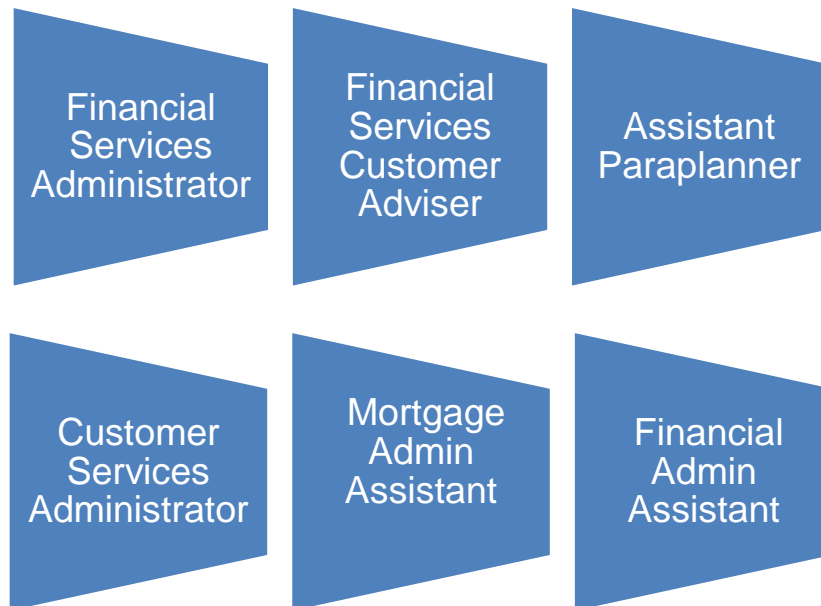 Financial
Services
Administrator
Financial
Services
Customer
Adviser
Assistant
Paraplanner
Customer
Services
Administrator
Mortgage
Admin
Assistant
Financial
Admin
Assistant